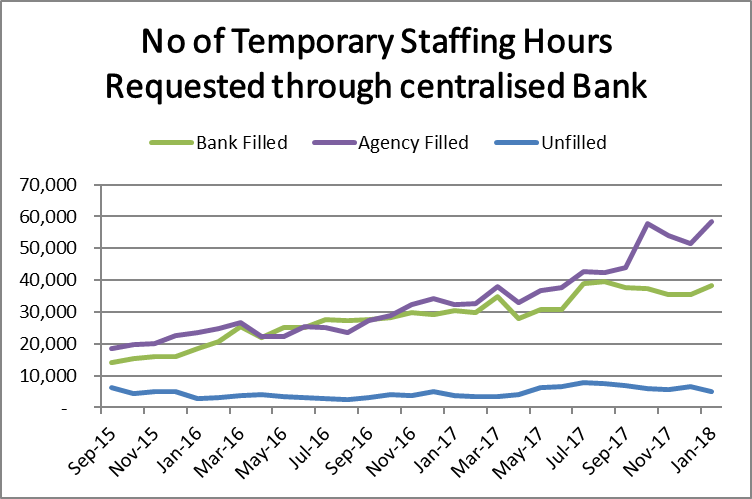 No of Temporary Staffing Hours
Requested through centralised Bank
Bank Filled Agency Filled Unfilled
70,000
60,000
50,000
40,000
30,000
20,000
10,000
-
Sep-15 Nov-15 Jan-16 Mar-16 May-16 Jul-16 Sep-16 Nov-16 Jan-17 Mar-17 May-17 Jul-17 Sep-17 Nov-17 Jan-18